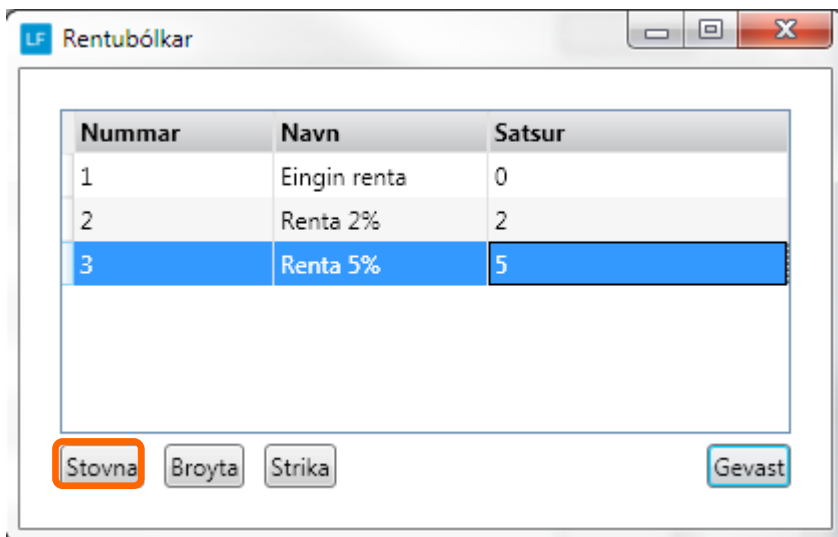 LF Rentubólkar
Nummar Navn Satsur
1 Eingin renta 0
2 Renta 2% 2
3 Renta 5% 5
Stovna Broyta Strika Gevast